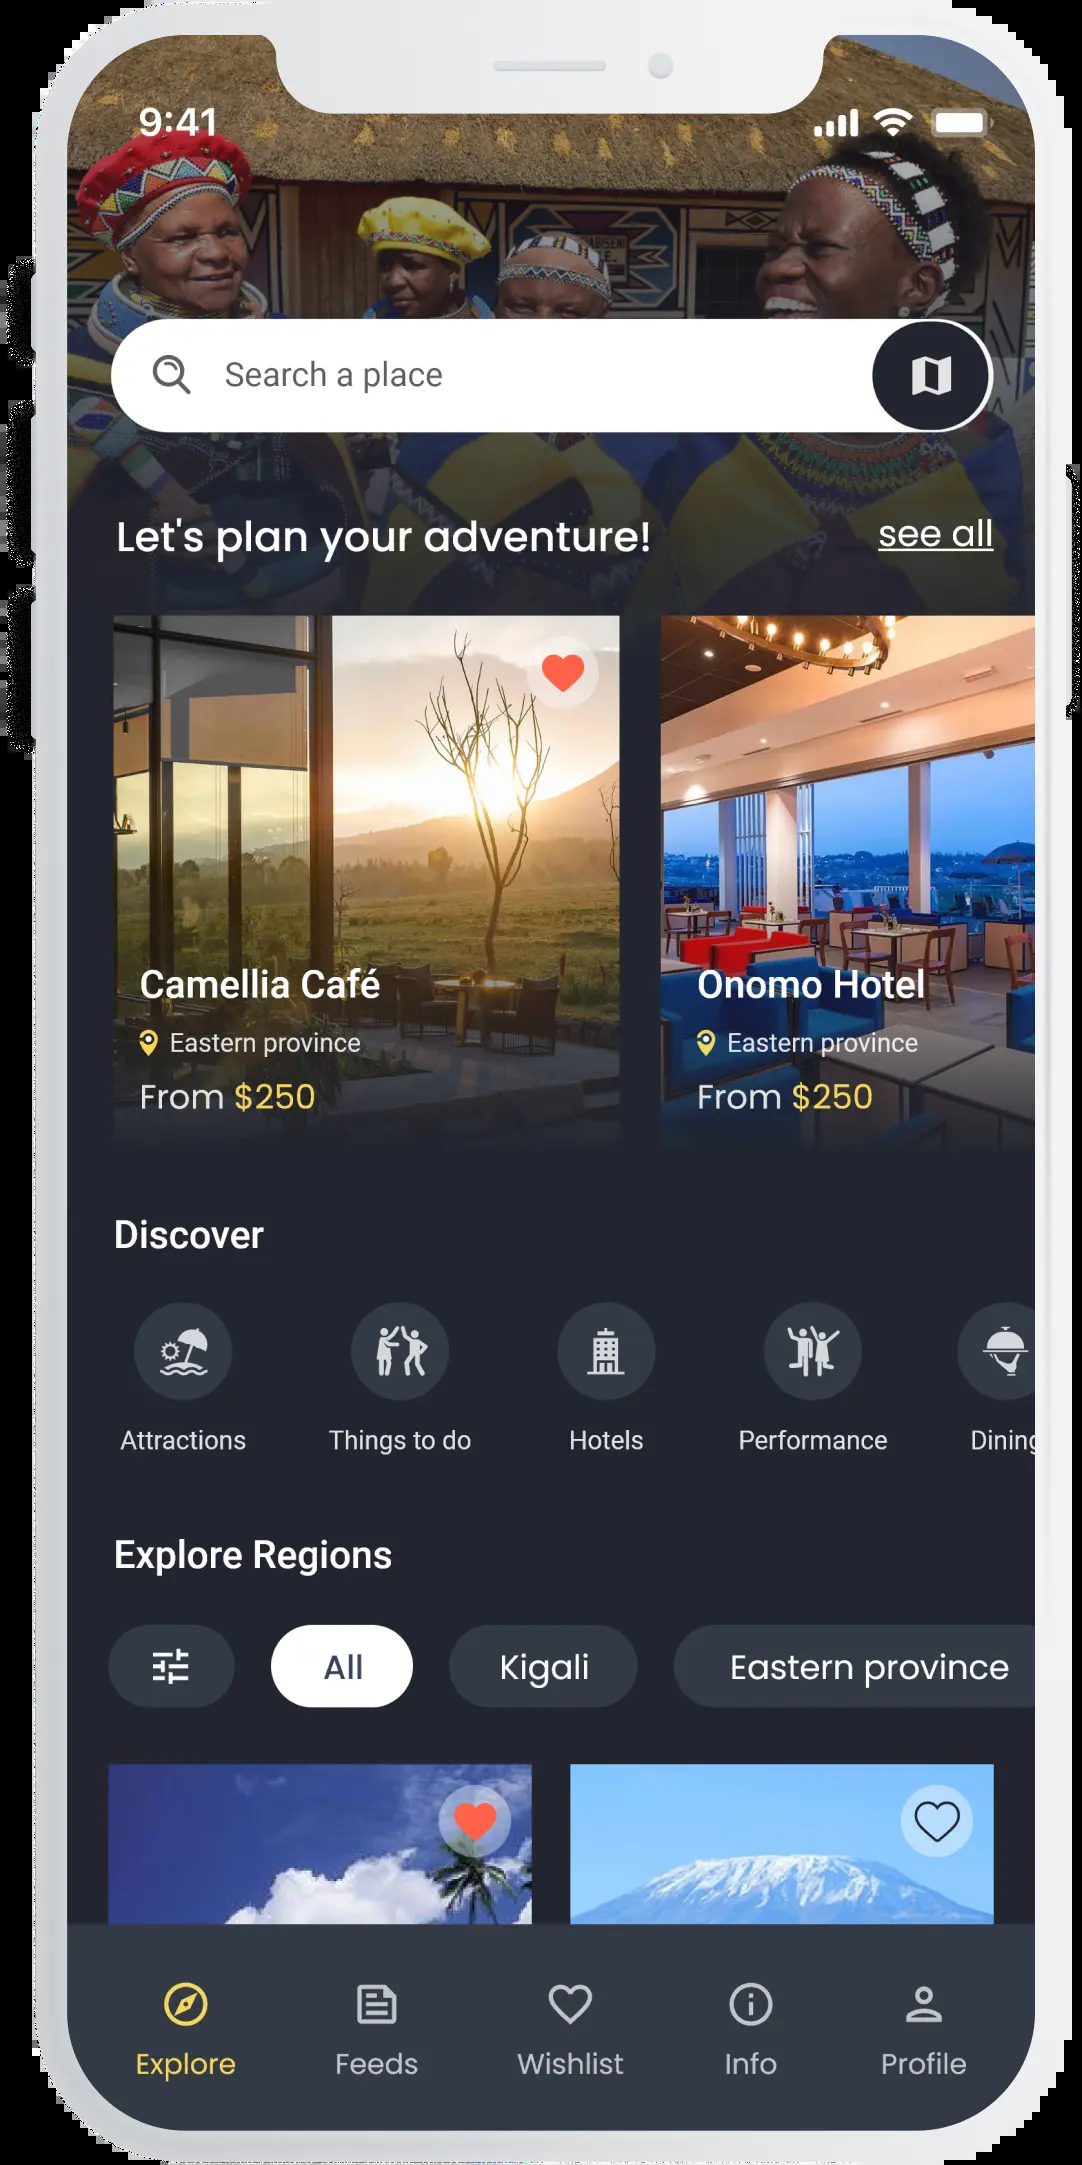 9:41
ABISENI
Search a place
Let's plan your adventure!
see all
Camellia Café
Eastern province
From $250
Onomo Hotel
Eastern province
From $250
Discover
Attractions
Things to do
Hotels
Performance
Dining
Explore Regions
All
Kigali
Eastern province
Explore
Feeds
Wishlist
Info
Profile